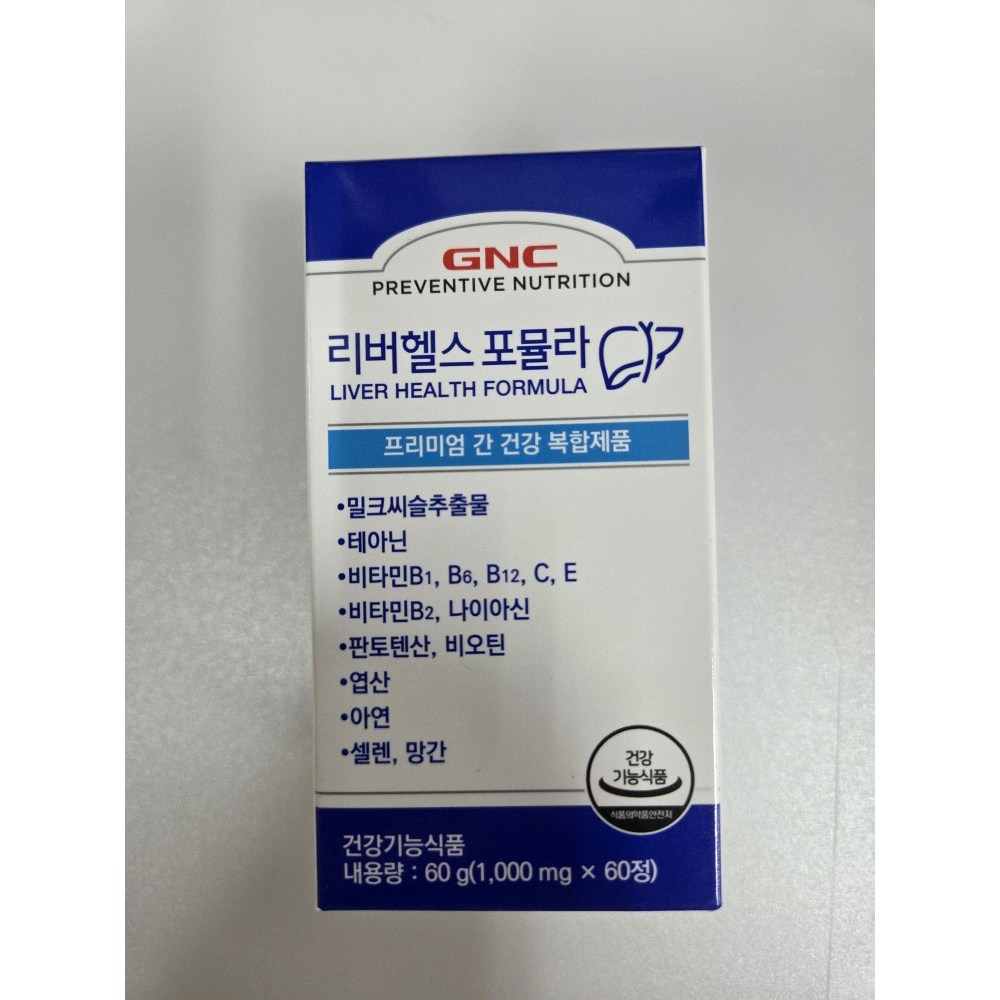 GNC
PREVENTIVE NUTRITION
리버헬스 포뮬라
LIVER HEALTH FORMULA
프리미엄 간 건강 복합제품
•밀크씨슬추출물
•테아닌
•비타민B1, B6, B12, C, E
•비타민B2, 나이아신
•판토텐산, 비오틴
•엽산
•아연
•셀렌, 망간
건강
기능식품
식품의약품안전처
건강기능식품
내용량 : 60 g(1,000 mg × 60정)